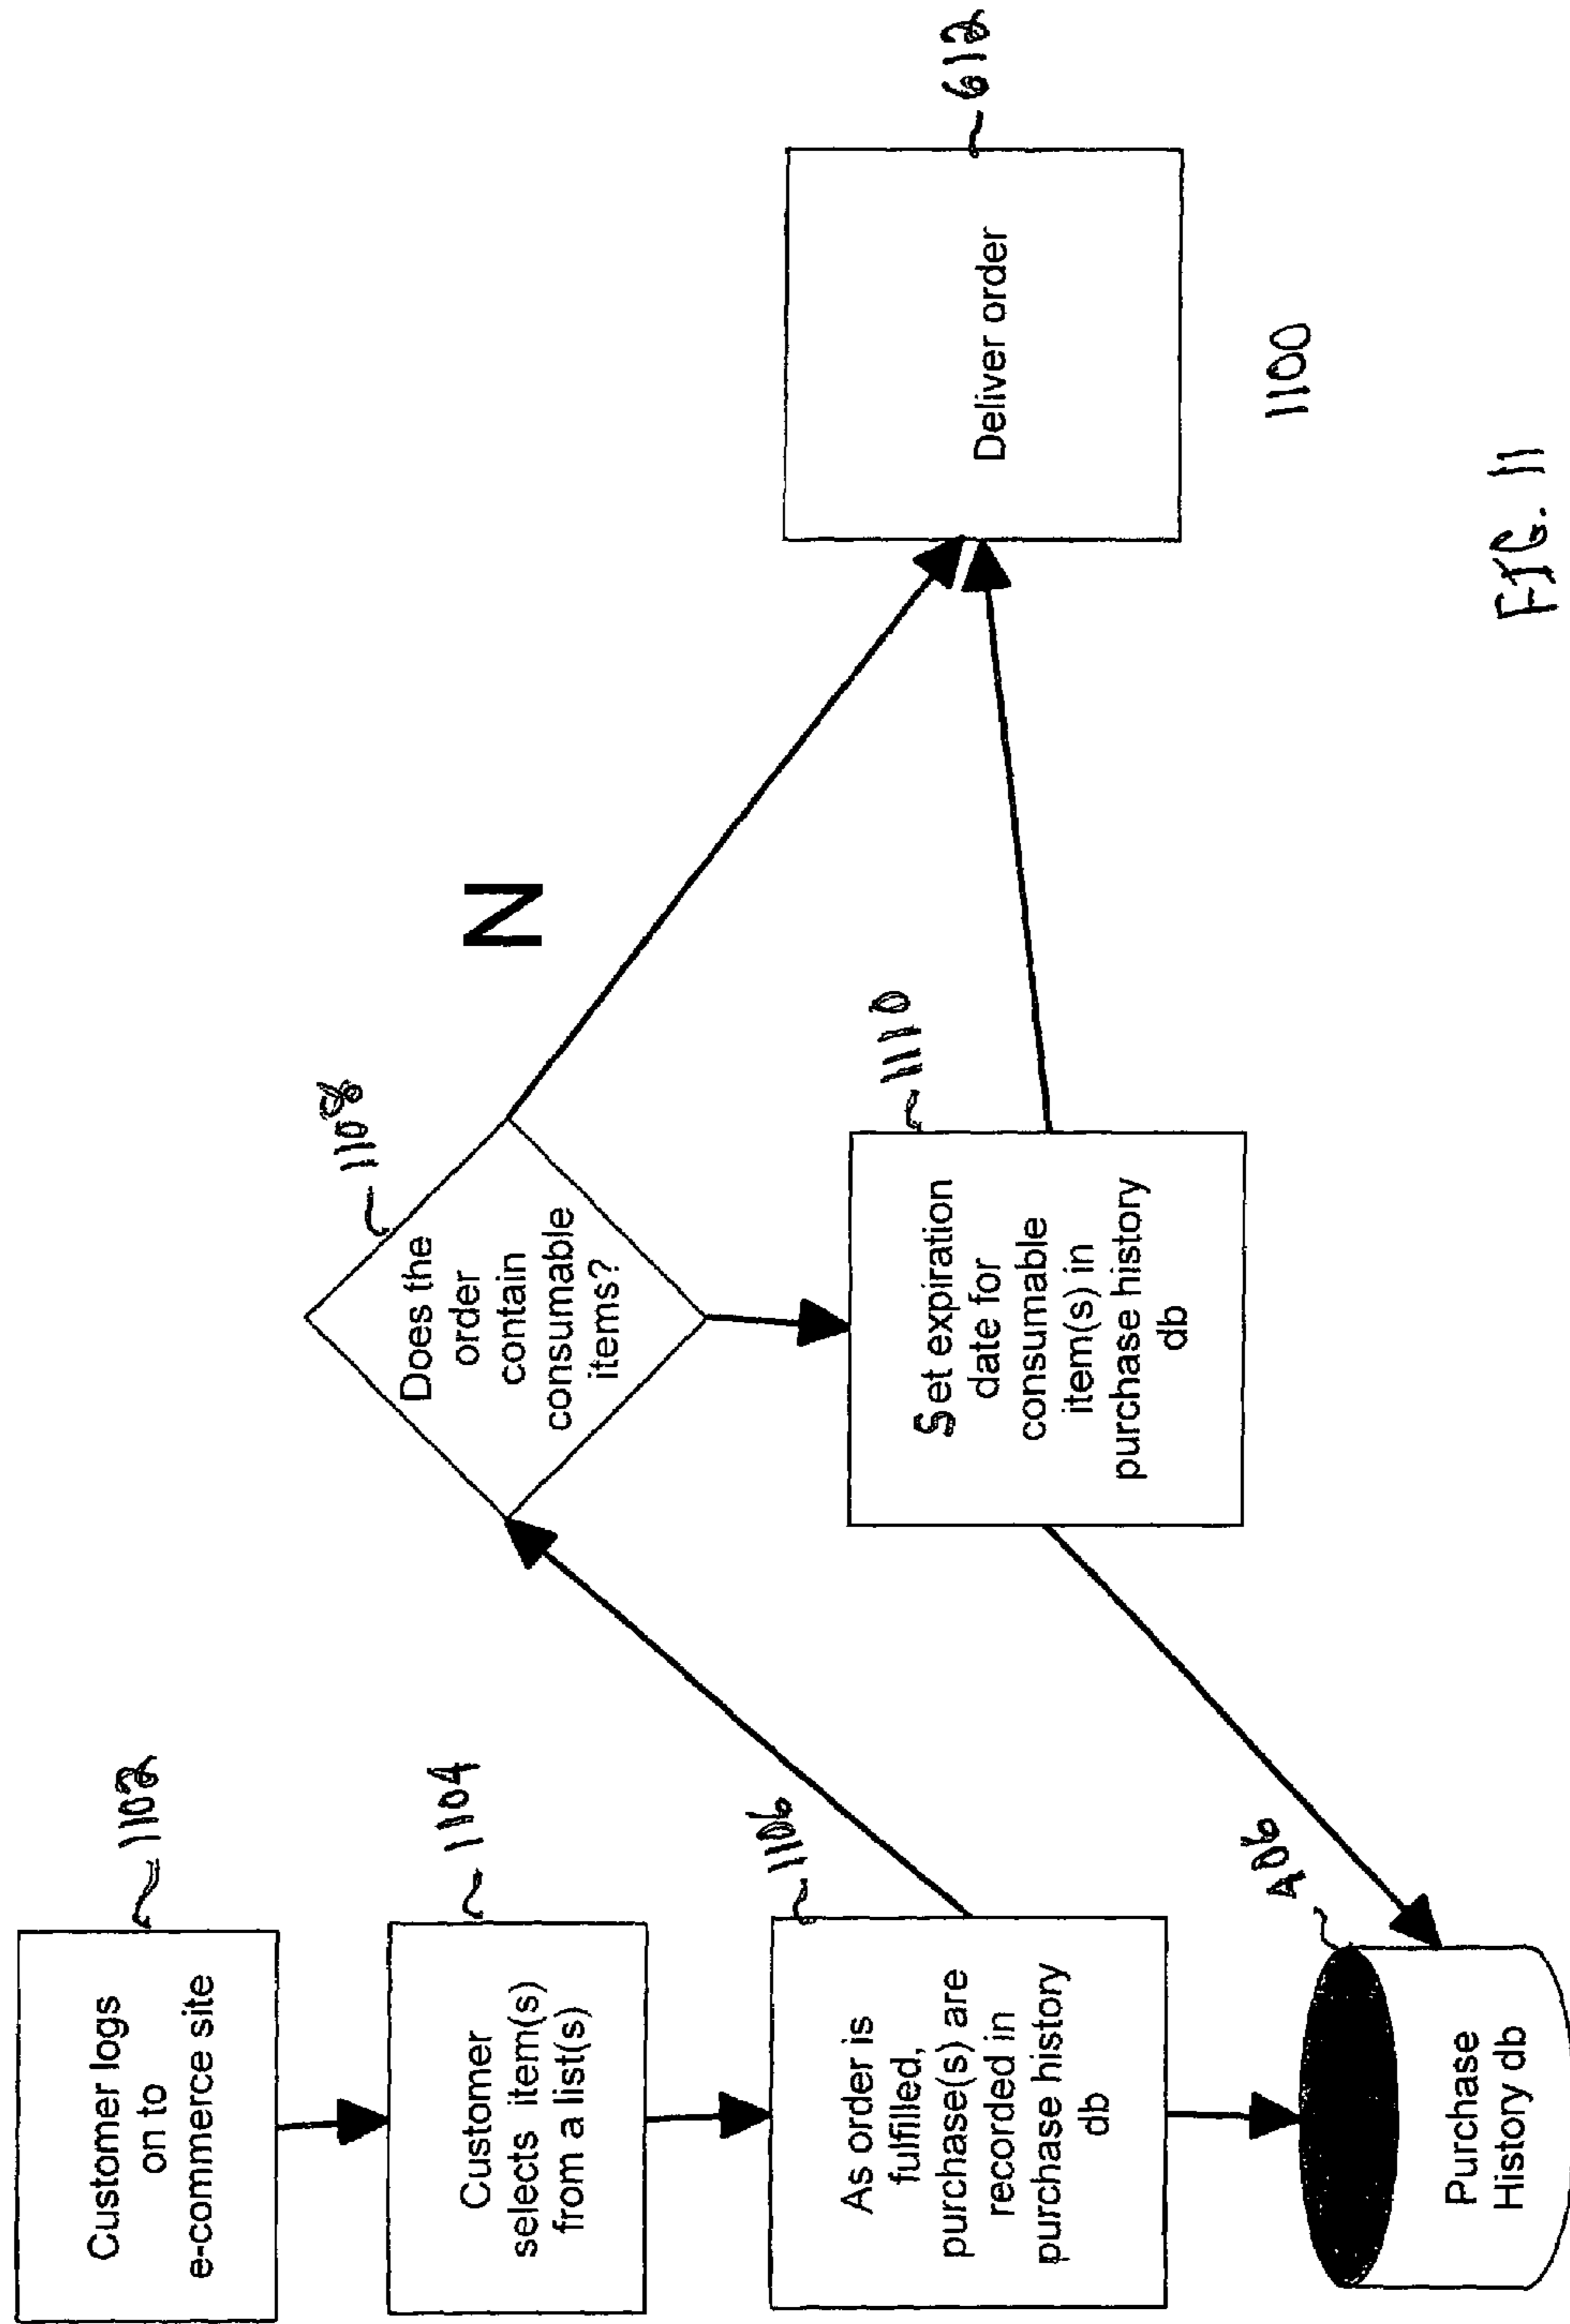 Customer logs
on to
e-commerce site
1102
Customer
selects item(s)
from a list(s)
1104
As order is
fulfilled,
purchase(s) are
recorded in
purchase history
db
1106
Purchase
History db
A06
Does the
order
contain
consumable
items?
1108
N
Set expiration
date for
consumable
item(s) in
purchase history
db
1110
Deliver order
612
1100
FIG. 11